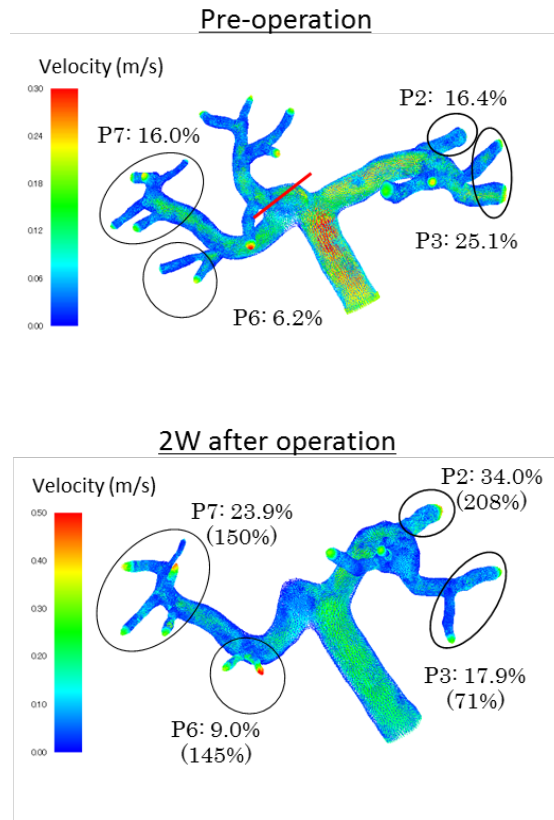 Pre-operation
Velocity (m/s)
0.30
0.24
0.18
0.12
0.06
0.00
P7: 16.0%
P2: 16.4%
P3: 25.1%
P6: 6.2%
2W after operation
Velocity (m/s)
0.50
0.40
0.30
0.20
0.10
0.00
P7: 23.9%
(150%)
P2: 34.0%
(208%)
P3: 17.9%
(71%)
P6: 9.0%
(145%)